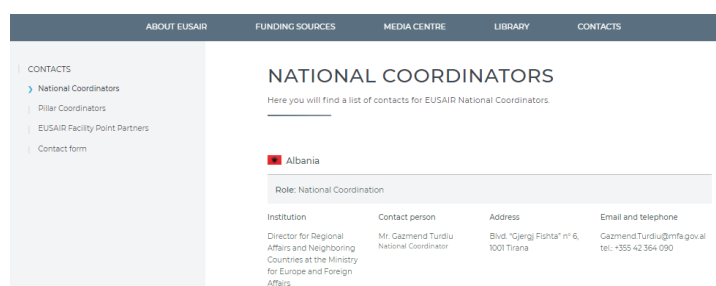 ABOUT EUSAIR FUNDING SOURCES MEDIA CENTRE LIBRARY CONTACTS
CONTACTS
National Coordinators
Pillar Coordinators
EUSAIR Facility Point Partners
Contact form
NATIONAL COORDINATORS
Here you will find a list of contacts for EUSAIR National Coordinators.
Albania
Role: National Coordination
Institution
Director for Regional
Affairs and Neighboring
Countries at the Ministry
for Europe and Foreign
Affairs
Contact person
Mr. Gazmend Turdiu
National Coordinator
Address
Blvd. "Gjergj Fishta" nº 6,
1001 Tirana
Email and telephone
Gazmend.Turdiu@mfa.gov.al
tel.: +355 42 364 090